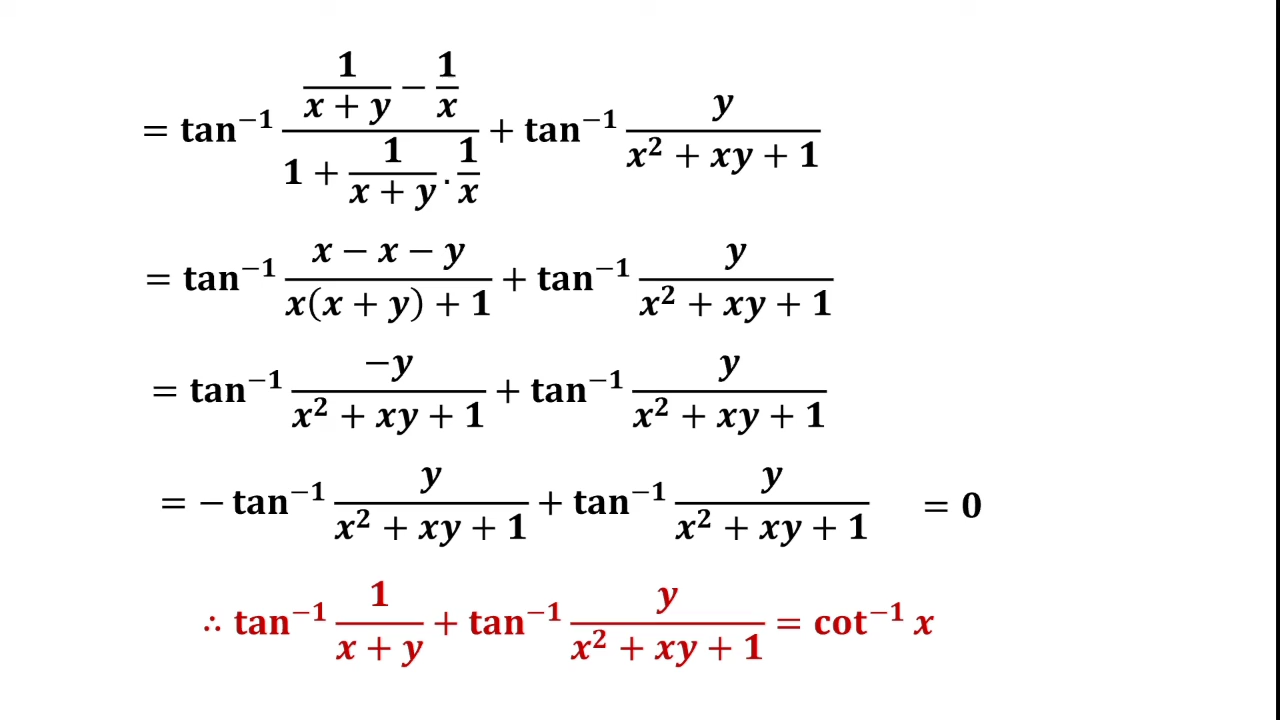 = tan⁻¹ (1/(x + y) − 1/x)/(1 + 1/(x + y) . 1/x) + tan⁻¹ y/(x² + xy + 1)
= tan⁻¹ (x − x − y)/(x(x + y) + 1) + tan⁻¹ y/(x² + xy + 1)
= tan⁻¹ −y/(x² + xy + 1) + tan⁻¹ y/(x² + xy + 1)
= − tan⁻¹ y/(x² + xy + 1) + tan⁻¹ y/(x² + xy + 1) = 0
∴ tan⁻¹ 1/(x + y) + tan⁻¹ y/(x² + xy + 1) = cot⁻¹ x